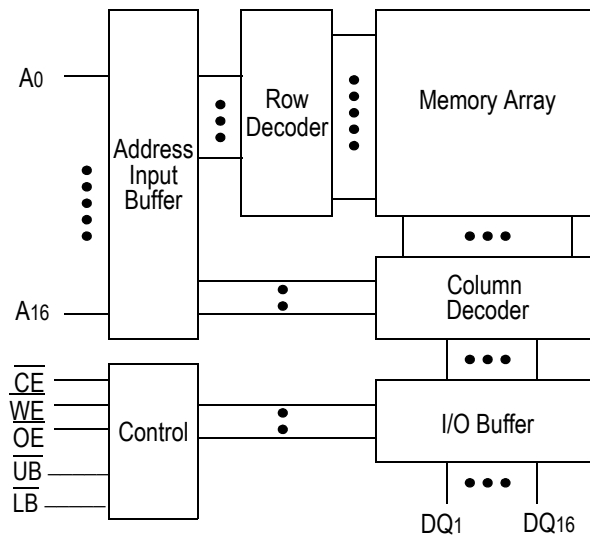 A0
A16
Address
Input
Buffer
Row
Decoder
Memory Array
Column
Decoder
CE
WE
OE
UB
LB
Control
I/O Buffer
DQ1
DQ16